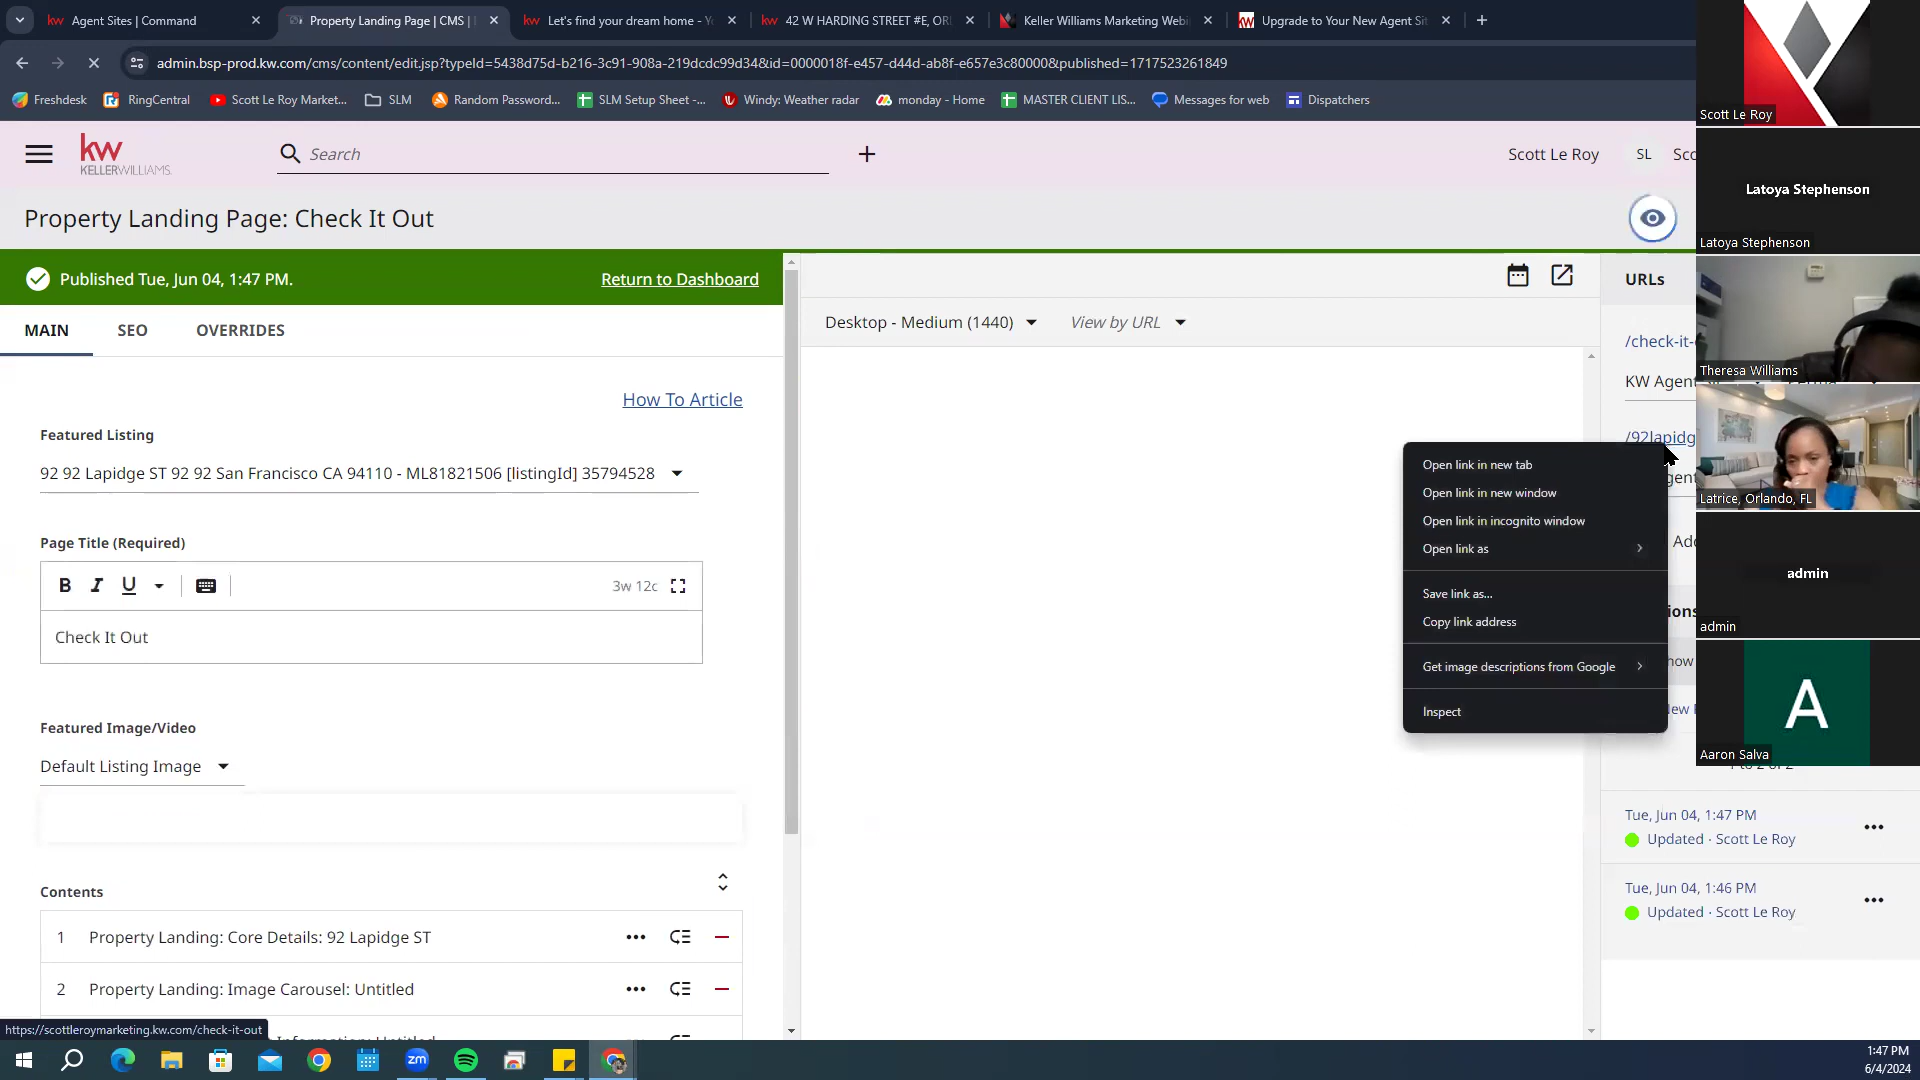 Agent Sites | Command
Property Landing Page | CMS |
Let's find your dream home - Y
42 W HARDING STREET #E, ORL
Keller Williams Marketing Webi
Upgrade to Your New Agent Sit
admin.bsp-prod.kw.com/cms/content/edit.jsp?typeId=5438d75d-b216-3c91-908a-219dcdc99d34&id=0000018f-e457-d44d-ab8f-e657e3c80000&published=1717523261849
Freshdesk
RingCentral
Scott Le Roy Market...
SLM
Random Password...
SLM Setup Sheet -...
Windy: Weather radar
monday - Home
MASTER CLIENT LIS...
Messages for web
Dispatchers
Scott Le Roy
kw
KELLERWILLIAMS.
Search
Scott Le Roy
SL
Sco
Latoya Stephenson
Latoya Stephenson
Property Landing Page: Check It Out
Published Tue, Jun 04, 1:47 PM.
Return to Dashboard
URLs
MAIN
SEO
OVERRIDES
Desktop - Medium (1440)
View by URL
/check-it-
KW Agent
Theresa Williams
How To Article
Featured Listing
92 92 Lapidge ST 92 92 San Francisco CA 94110 - ML81821506 [listingId] 35794528
/92lapidg
Latrice, Orlando, FL
Open link in new tab
Open link in new window
Open link in incognito window
Open link as
Save link as...
Copy link address
Get image descriptions from Google
Inspect
Page Title (Required)
B I U
3w 12c
Check It Out
Add
admin
admin
A
Aaron Salva
Featured Image/Video
Default Listing Image
Contents
1 Property Landing: Core Details: 92 Lapidge ST
2 Property Landing: Image Carousel: Untitled
Tue, Jun 04, 1:47 PM
Updated · Scott Le Roy
Tue, Jun 04, 1:46 PM
Updated · Scott Le Roy
https://scottleroymarketing.kw.com/check-it-out
zm
1:47 PM
6/4/2024